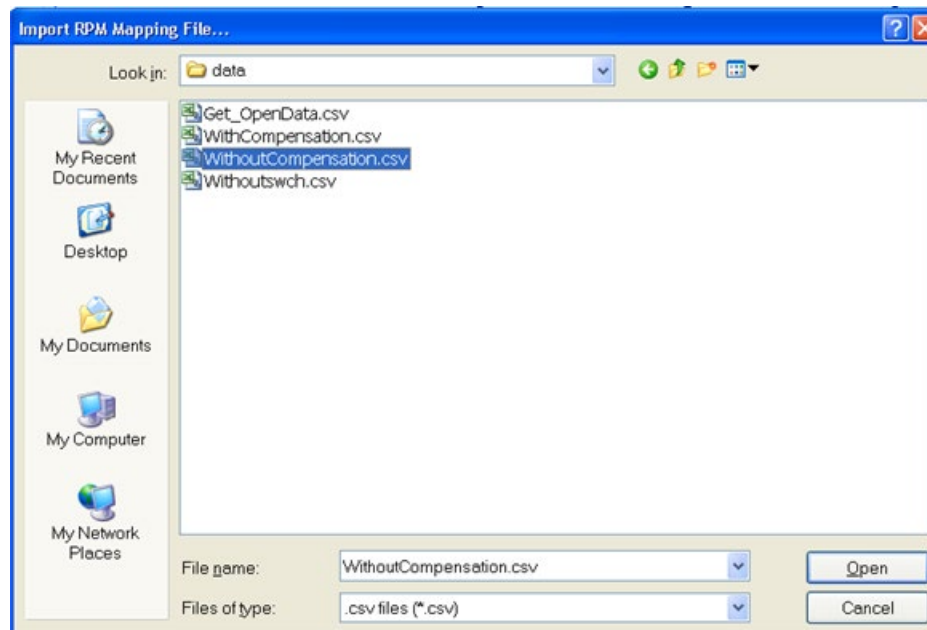 Import RPM Mapping File...
Look in:
data
Get_OpenData.csv
WithCompensation.csv
WithoutCompensation.csv
Withoutswch.csv
My Recent
Documents
Desktop
My Documents
My Computer
My Network
Places
File name:
WithoutCompensation.csv
Open
Files of type:
.csv files (*.csv)
Cancel